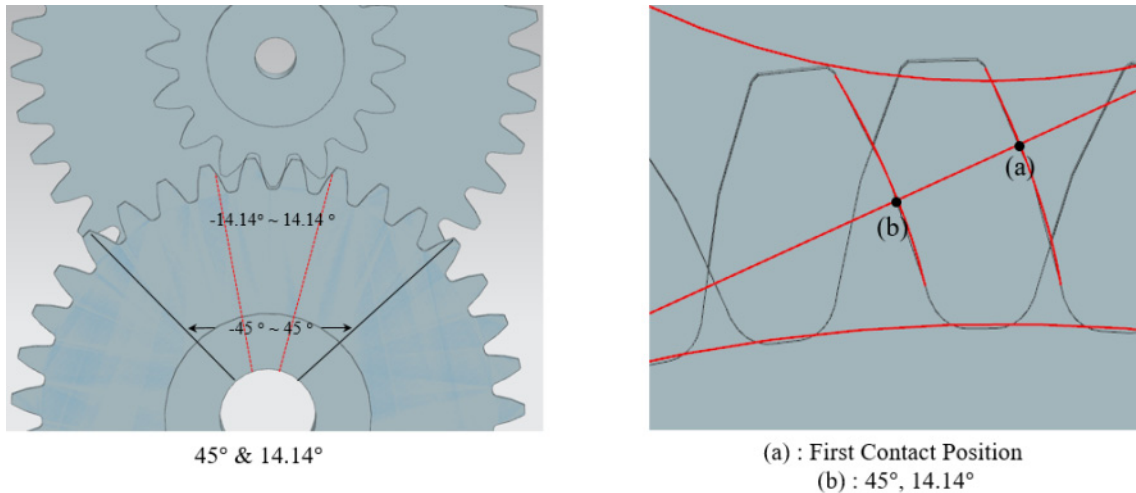 -14.14° ~ 14.14 °
-45 ° ~ 45 °
45° & 14.14°
(a)
(b)
(a) : First Contact Position
(b) : 45°, 14.14°